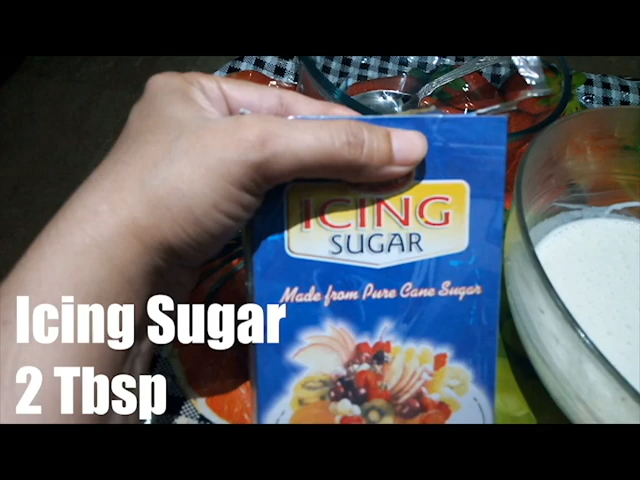 ICING
SUGAR
Made from Pure Cane Sugar
Icing Sugar
2 Tbsp